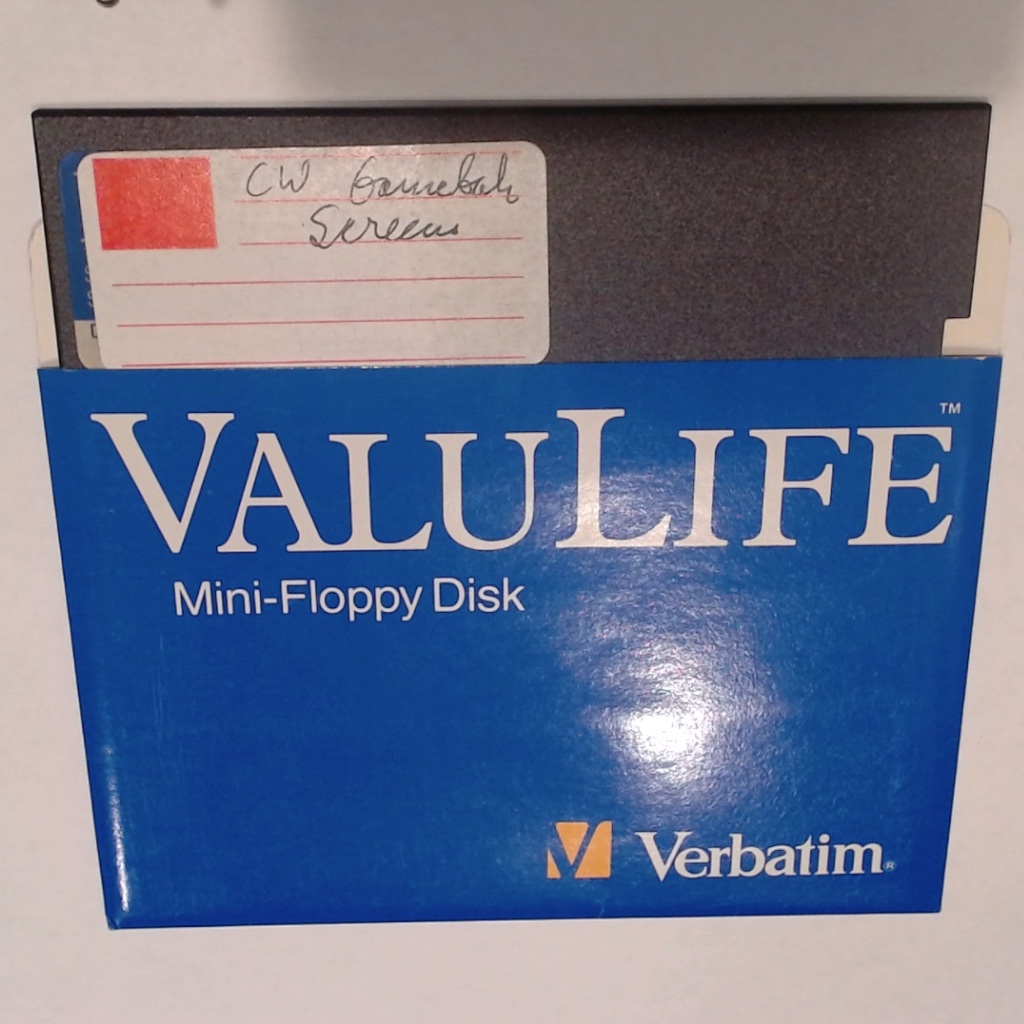 CW Gamebak
Screens
VALULIFE™
Mini-Floppy Disk
Verbatim®